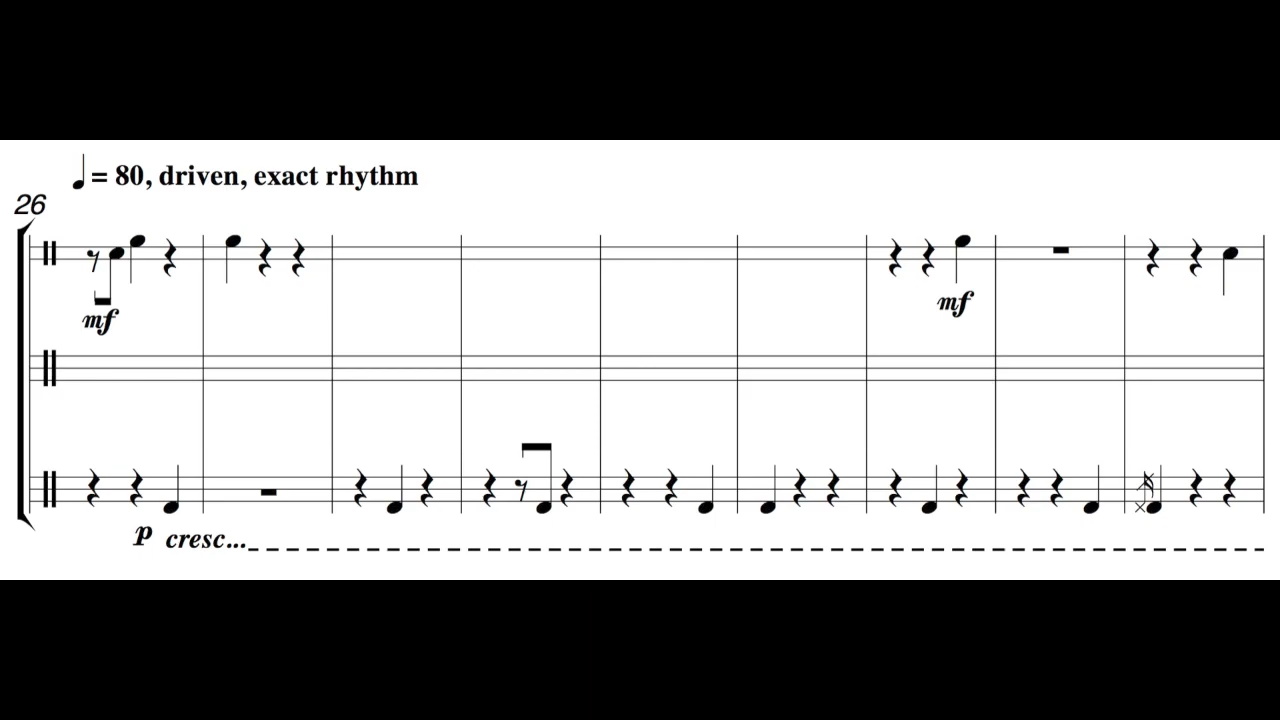 ♩= 80, driven, exact rhythm
26
mf
mf
p cresc...